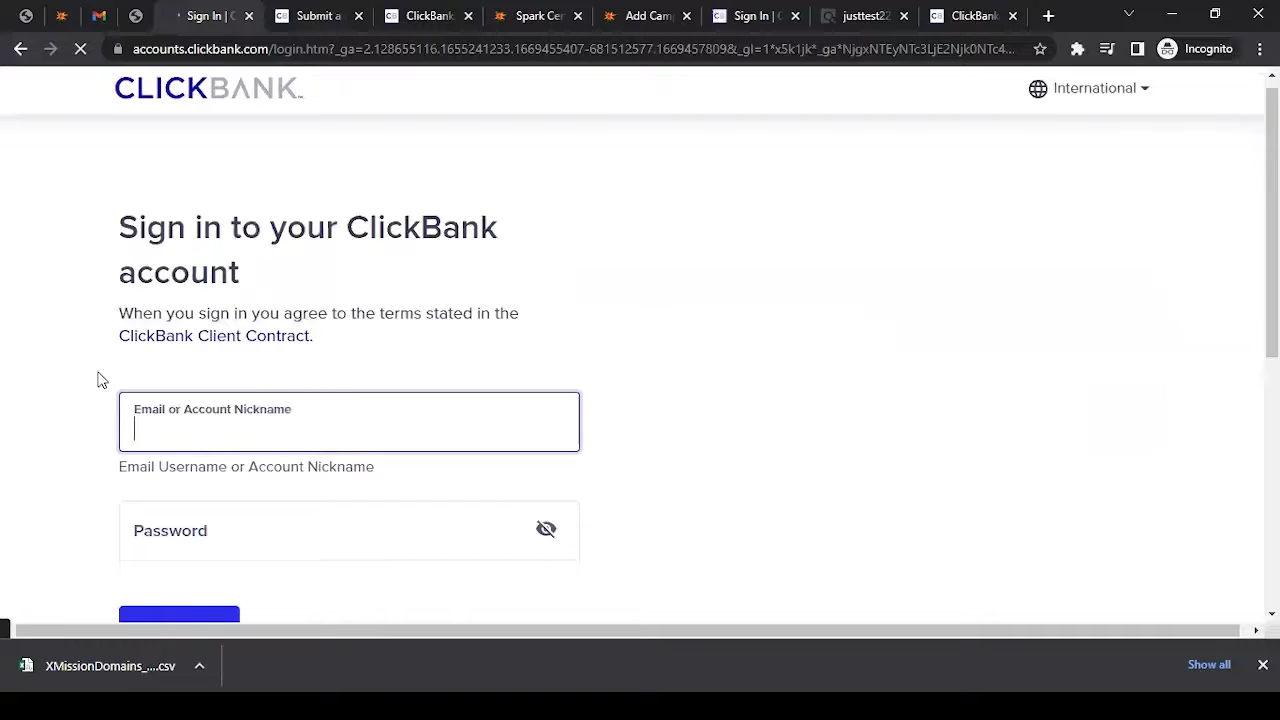 Sign In | C
Submit a
ClickBank
Spark Cer
Add Camp
Sign In | C
justtest22
ClickBank
accounts.clickbank.com/login.htm?_ga=2.128655116.1655241233.1669455407-681512577.1669457809&_gl=1*x5k1jk*_ga*NjgxNTEyNTc3LjE2Njk0NTc4...
Incognito
CLICKBANK
International
Sign in to your ClickBank
account
When you sign in you agree to the terms stated in the
ClickBank Client Contract.
Email or Account Nickname
Email Username or Account Nickname
Password
XMissionDomains_....csv
Show all